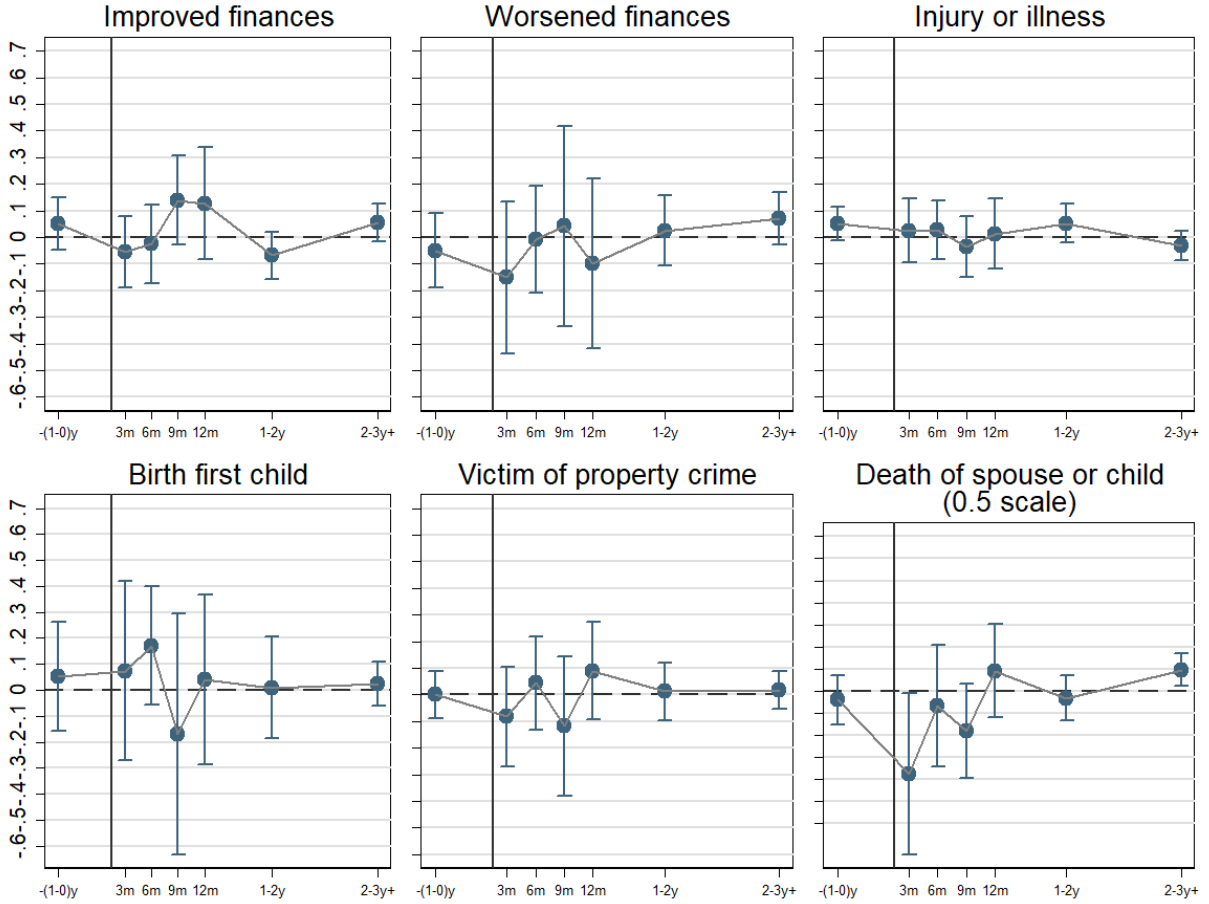 Improved finances
Worsened finances
Injury or illness
.7
.6
.5
.4
.3
.2
.1
0
-.1
-.2
-.3
-.4
-.5
-.6
-(1-0)y 3m 6m 9m 12m 1-2y 2-3y+
-(1-0)y 3m 6m 9m 12m 1-2y 2-3y+
-(1-0)y 3m 6m 9m 12m 1-2y 2-3y+
Birth first child
Victim of property crime
Death of spouse or child
(0.5 scale)
.7
.6
.5
.4
.3
.2
.1
0
-.1
-.2
-.3
-.4
-.5
-.6
-(1-0)y 3m 6m 9m 12m 1-2y 2-3y+
-(1-0)y 3m 6m 9m 12m 1-2y 2-3y+
-(1-0)y 3m 6m 9m 12m 1-2y 2-3y+